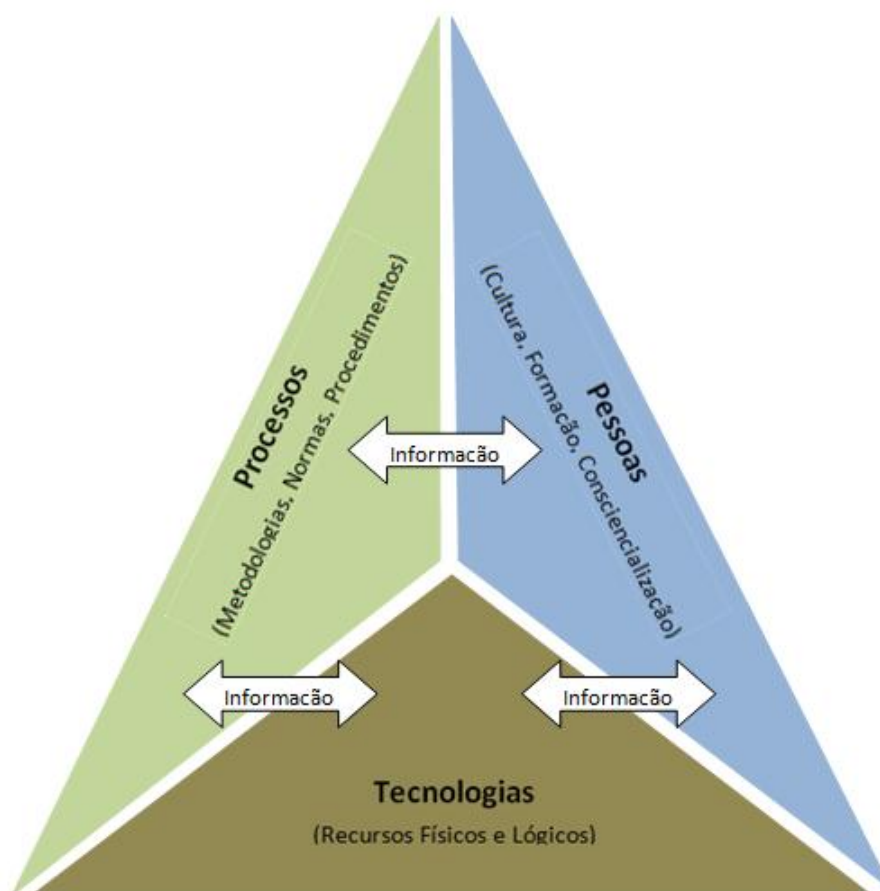 Processos
(Metodologias, Normas, Procedimentos)
Pessoas
(Cultura, Formação, Consciencialização)
Informação
Informação
Informação
Tecnologias
(Recursos Físicos e Lógicos)